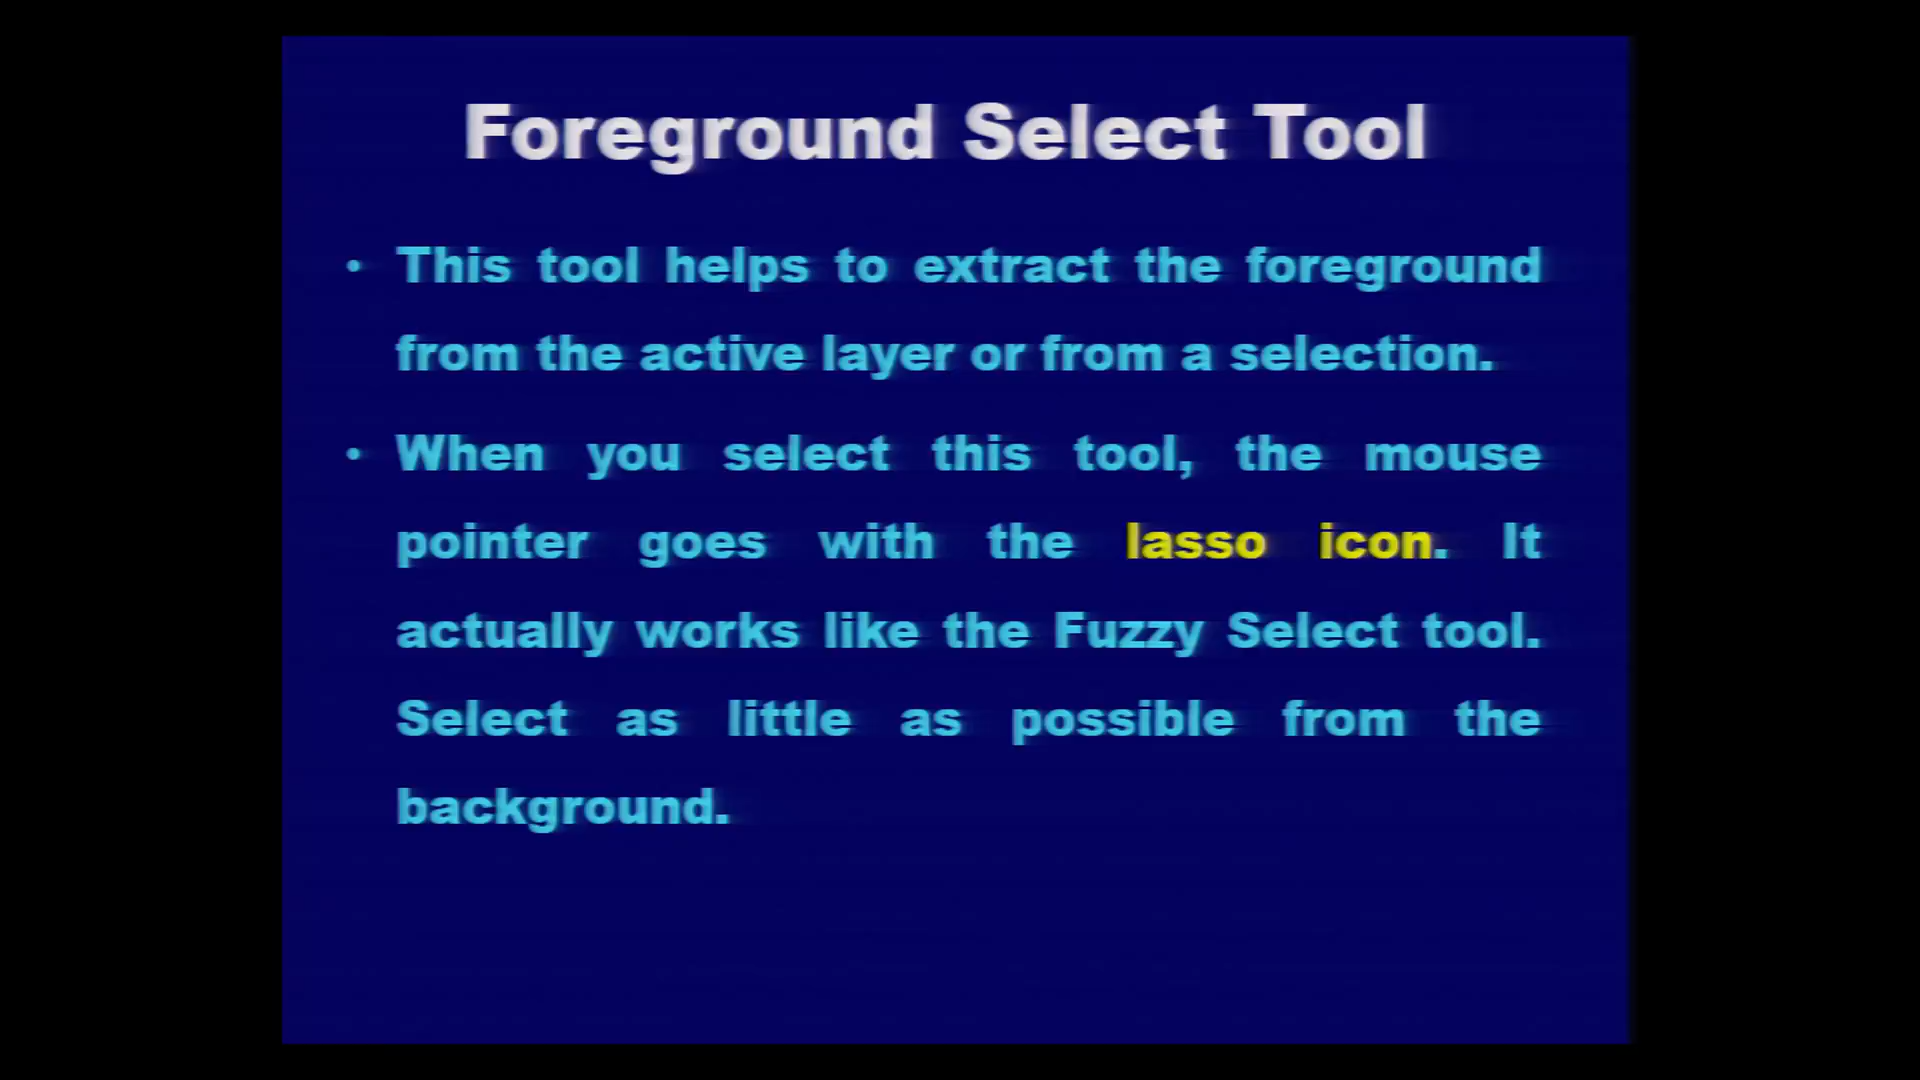 Foreground Select Tool
• This tool helps to extract the foreground
from the active layer or from a selection.
• When you select this tool, the mouse
pointer goes with the lasso icon. It
actually works like the Fuzzy Select tool.
Select as little as possible from the
background.